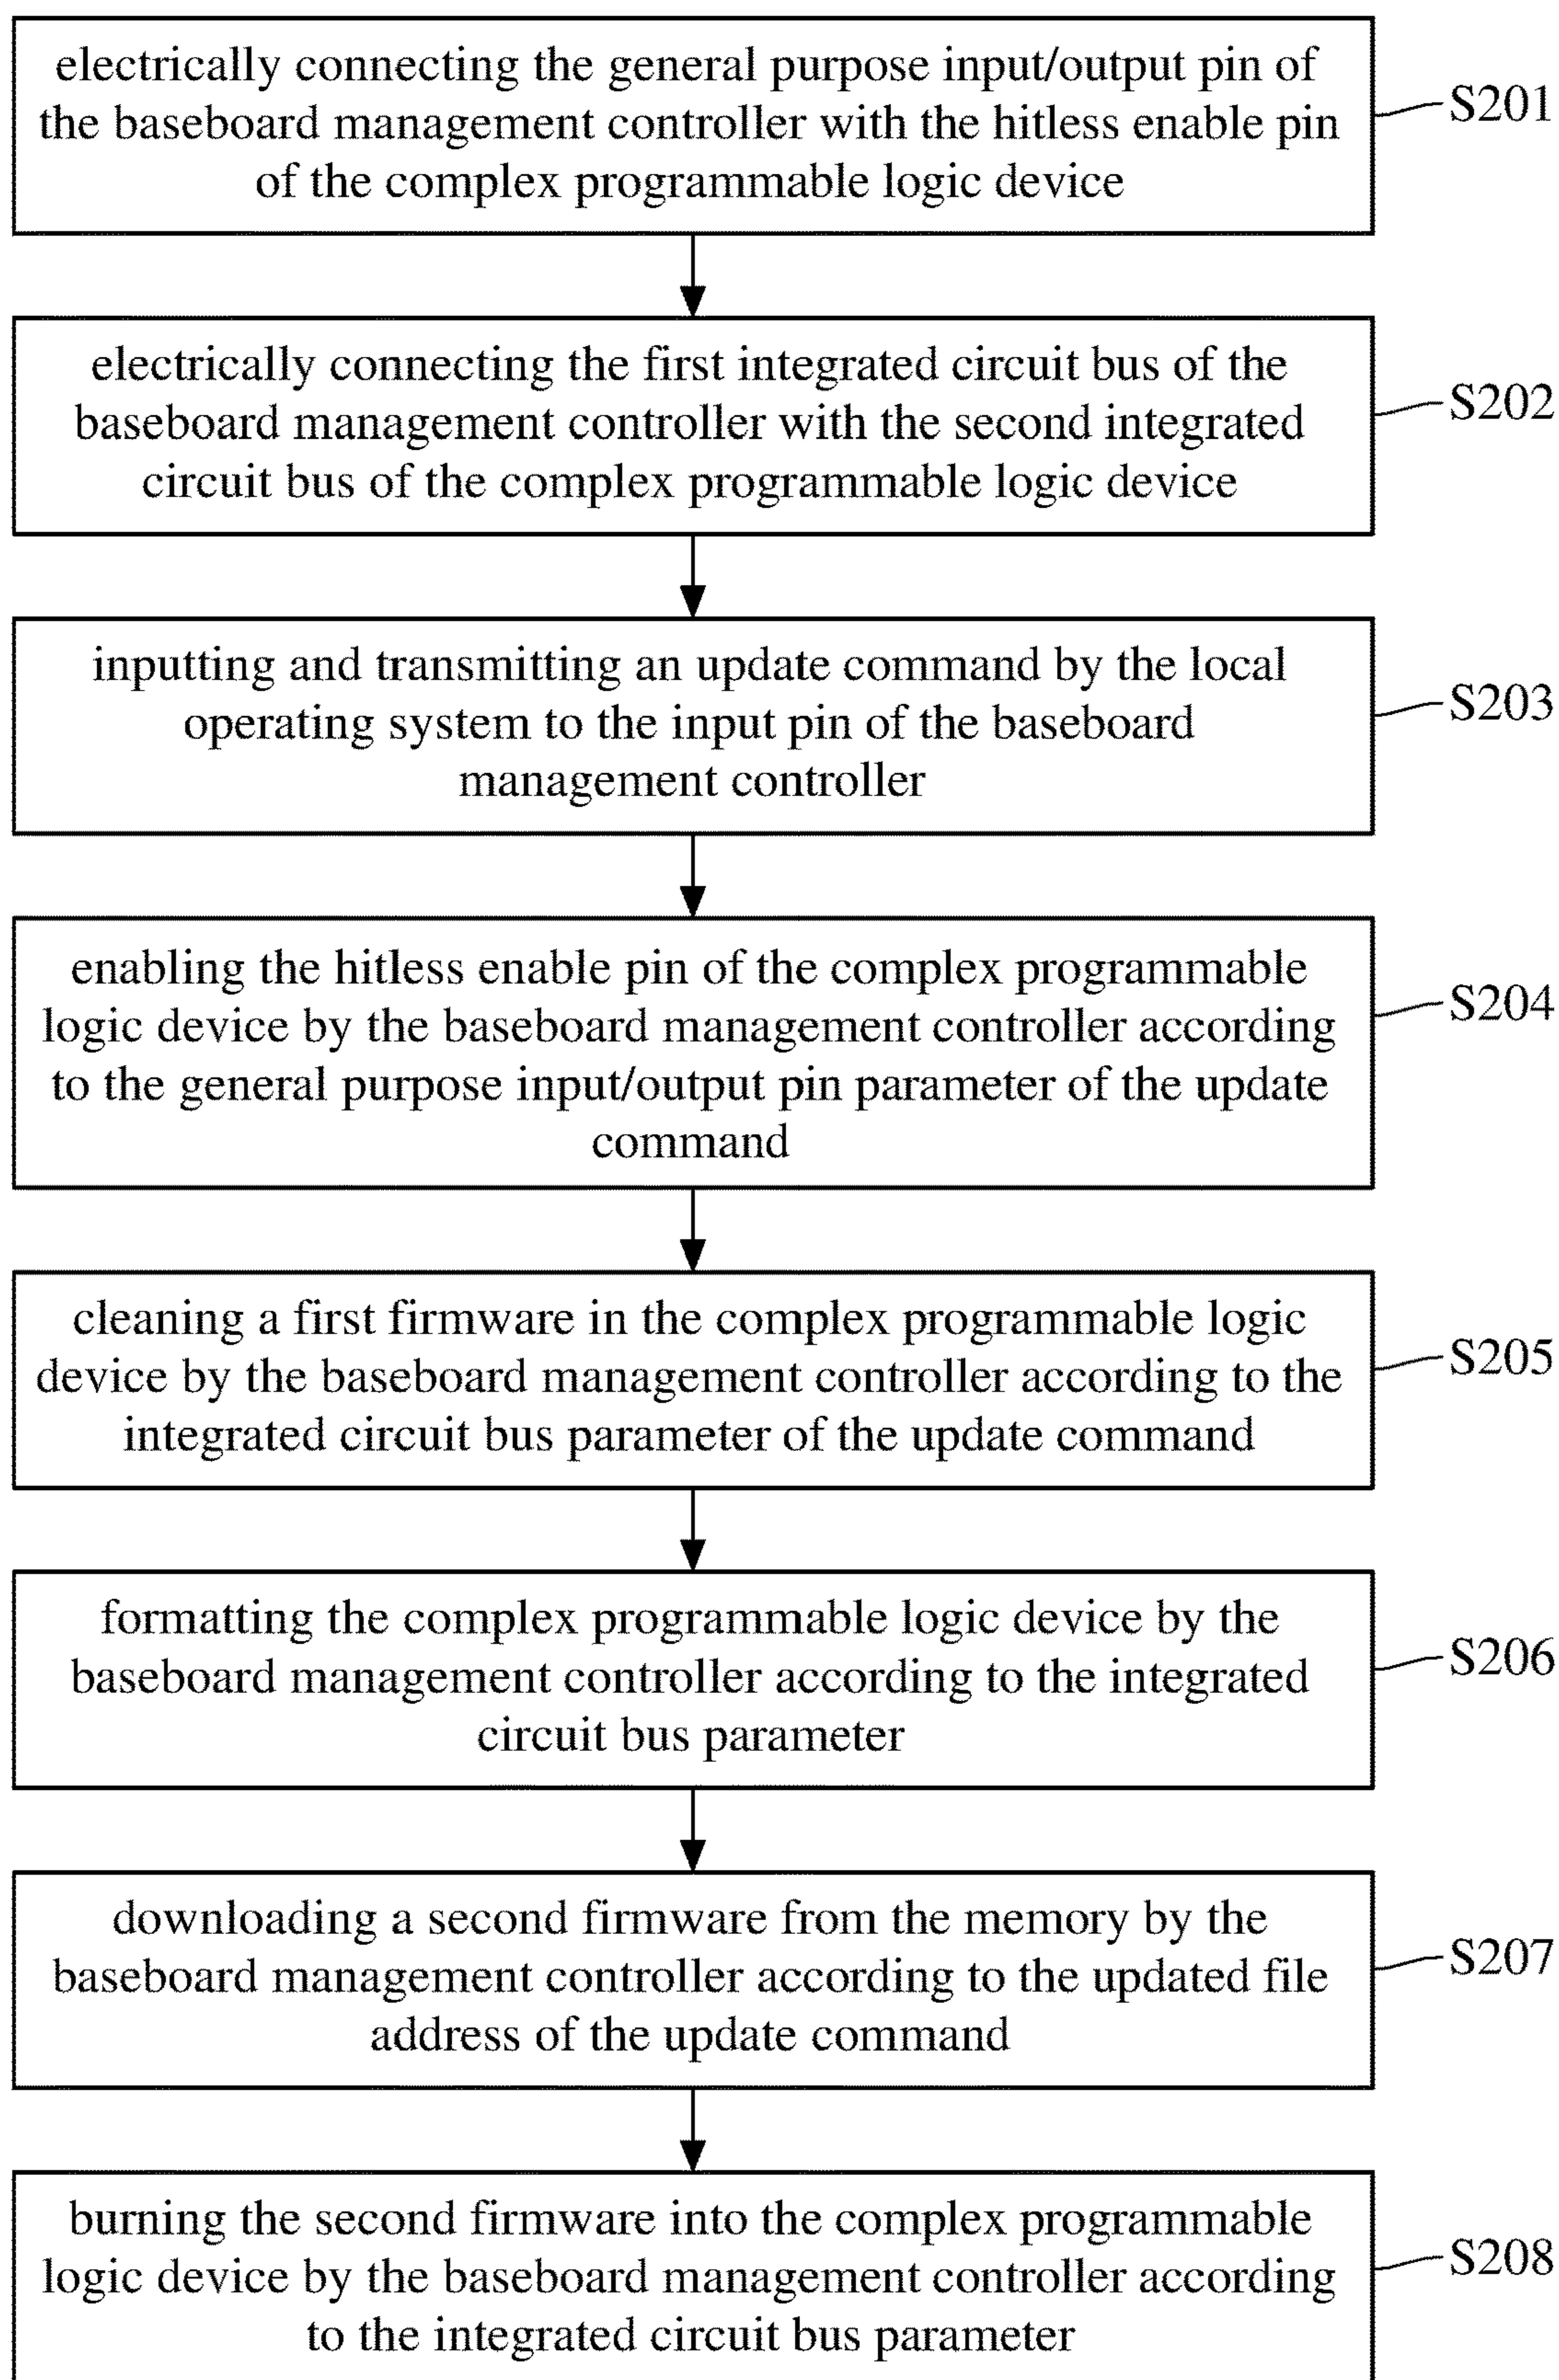 electrically connecting the general purpose input/output pin of
the baseboard management controller with the hitless enable pin
of the complex programmable logic device
S201
electrically connecting the first integrated circuit bus of the
baseboard management controller with the second integrated
circuit bus of the complex programmable logic device
S202
inputting and transmitting an update command by the local
operating system to the input pin of the baseboard
management controller
S203
enabling the hitless enable pin of the complex programmable
logic device by the baseboard management controller according
to the general purpose input/output pin parameter of the update
command
S204
cleaning a first firmware in the complex programmable logic
device by the baseboard management controller according to the
integrated circuit bus parameter of the update command
S205
formatting the complex programmable logic device by the
baseboard management controller according to the integrated
circuit bus parameter
S206
downloading a second firmware from the memory by the
baseboard management controller according to the updated file
address of the update command
S207
burning the second firmware into the complex programmable
logic device by the baseboard management controller according
to the integrated circuit bus parameter
S208